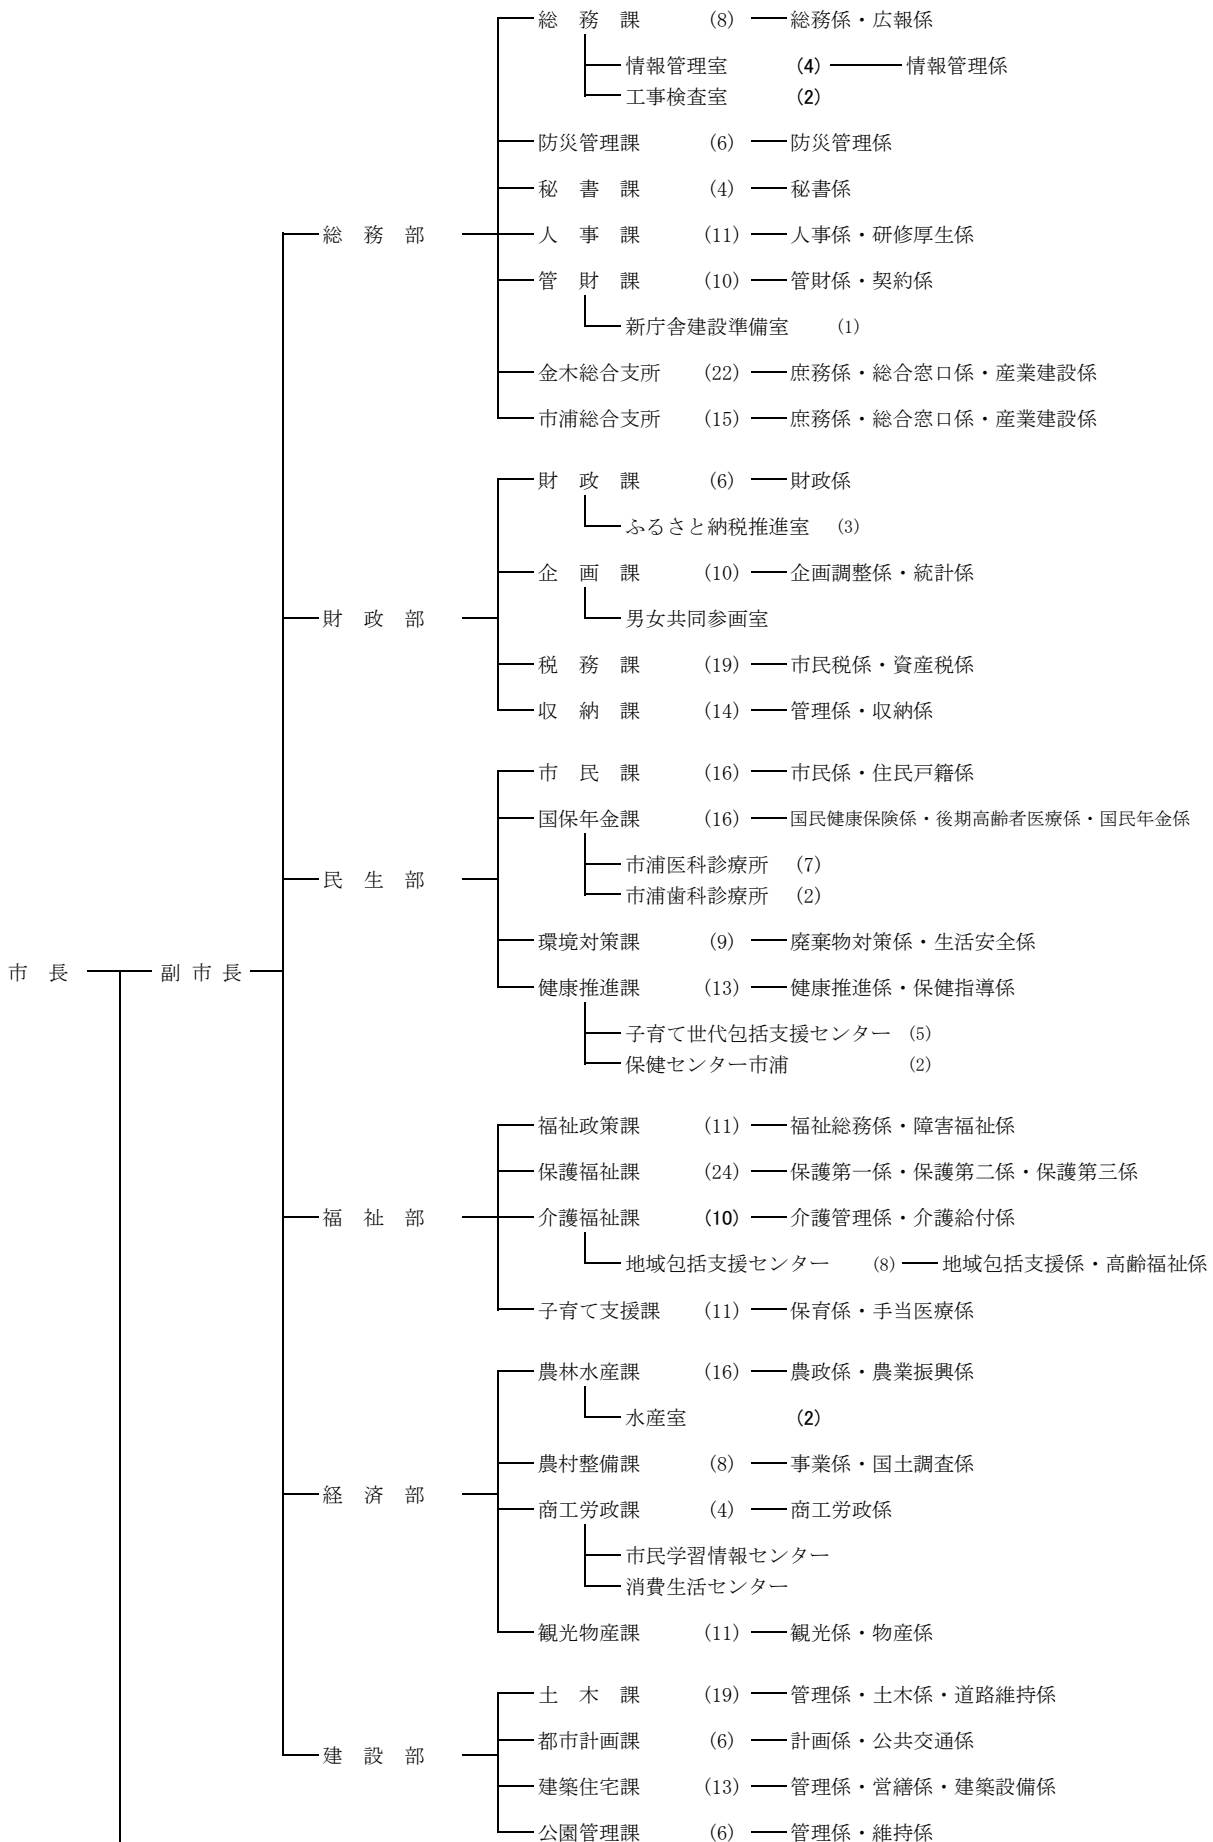 総務課 (8) 総務係・広報係
情報管理室 (4) 情報管理係
工事検査室 (2)
防災管理課 (6) 防災管理係
秘書課 (4) 秘書係
総務部 人事課 (11) 人事係・研修厚生係
管財課 (10) 管財係・契約係
新庁舎建設準備室 (1)
金木総合支所 (22) 庶務係・総合窓口係・産業建設係
市浦総合支所 (15) 庶務係・総合窓口係・産業建設係
財政課 (6) 財政係
ふるさと納税推進室 (3)
企画課 (10) 企画調整係・統計係
財政部 男女共同参画室
税務課 (19) 市民税係・資産税係
収納課 (14) 管理係・収納係
市民課 (16) 市民係・住民戸籍係
国保年金課 (16) 国民健康保険係・後期高齢者医療係・国民年金係
市浦医科診療所 (7)
民生部
市浦歯科診療所 (2)
環境対策課 (9) 廃棄物対策係・生活安全係
市長 副市長
健康推進課 (13) 健康推進係・保健指導係
子育て世代包括支援センター (5)
保健センター市浦 (2)
福祉政策課 (11) 福祉総務係・障害福祉係
保護福祉課 (24) 保護第一係・保護第二係・保護第三係
福祉部 介護福祉課 (10) 介護管理係・介護給付係
地域包括支援センター (8) 地域包括支援係・高齢福祉係
子育て支援課 (11) 保育係・手当医療係
農林水産課 (16) 農政係・農業振興係
水産室 (2)
農村整備課 (8) 事業係・国土調査係
経済部
商工労政課 (4) 商工労政係
市民学習情報センター
消費生活センター
観光物産課 (11) 観光係・物産係
土木課 (19) 管理係・土木係・道路維持係
都市計画課 (6) 計画係・公共交通係
建設部
建築住宅課 (13) 管理係・営繕係・建築設備係
公園管理課 (6) 管理係・維持係